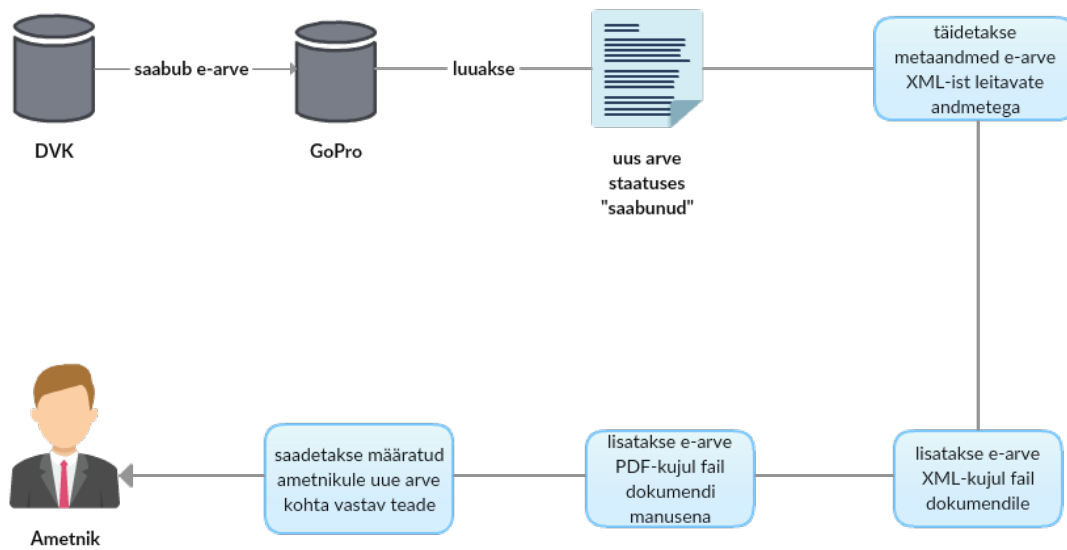 DVK
saabub e-arve
GoPro
luuakse
uus arve
staatuses
"saabunud"
täidetakse
metaandmed e-arve
XML-ist leitavate
andmetega
lisatakse e-arve
XML-kujul fail
dokumendile
lisatakse e-arve
PDF-kujul fail
dokumendi
manusena
saadetakse määratud
ametnikule uue arve
kohta vastav teade
Ametnik